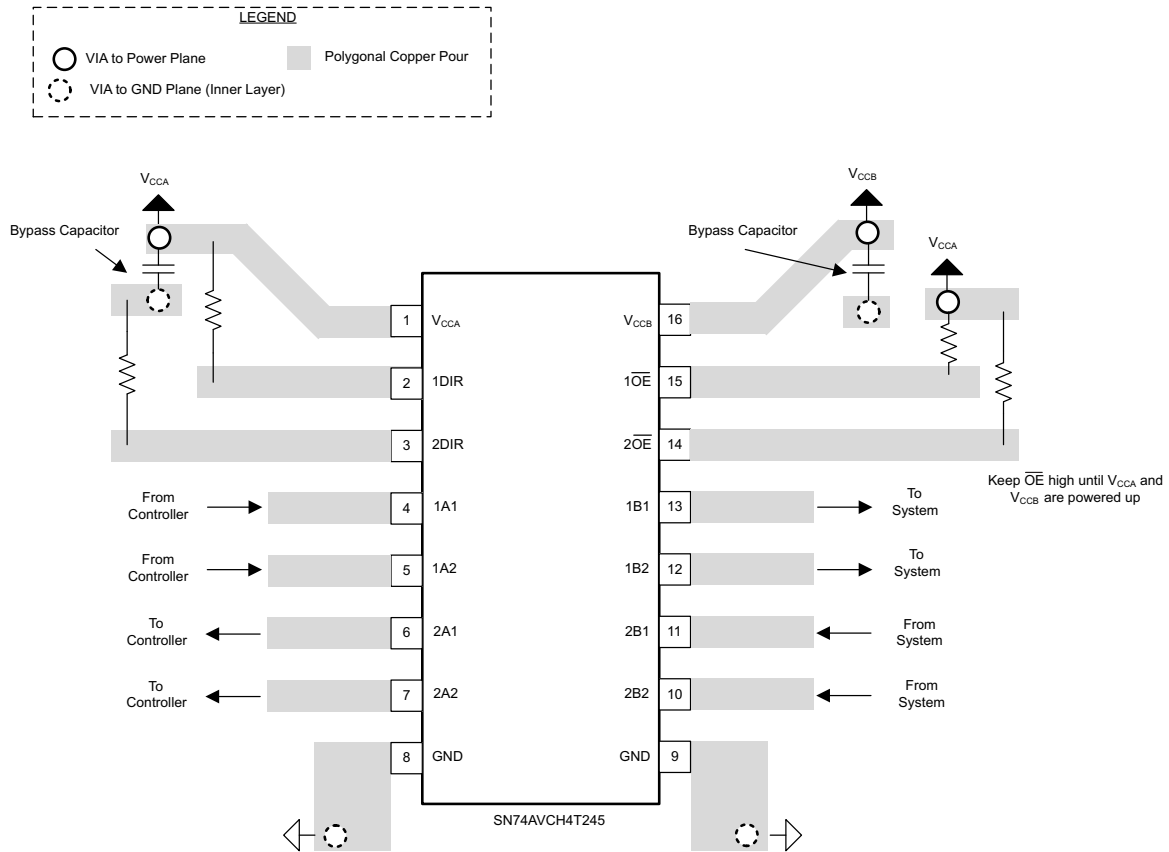 LEGEND
VIA to Power Plane
Polygonal Copper Pour
VIA to GND Plane (Inner Layer)
VCCA
Bypass Capacitor
VCCB
Bypass Capacitor
VCCA
1 VCCA
VCCB 16
2 1DIR
1O̅E̅ 15
3 2DIR
2O̅E̅ 14
Keep O̅E̅ high until VCCA and
VCCB are powered up
From
Controller
4 1A1
1B1 13
To
System
From
Controller
5 1A2
1B2 12
To
System
To
Controller
6 2A1
2B1 11
From
System
To
Controller
7 2A2
2B2 10
From
System
8 GND
GND 9
SN74AVCH4T245